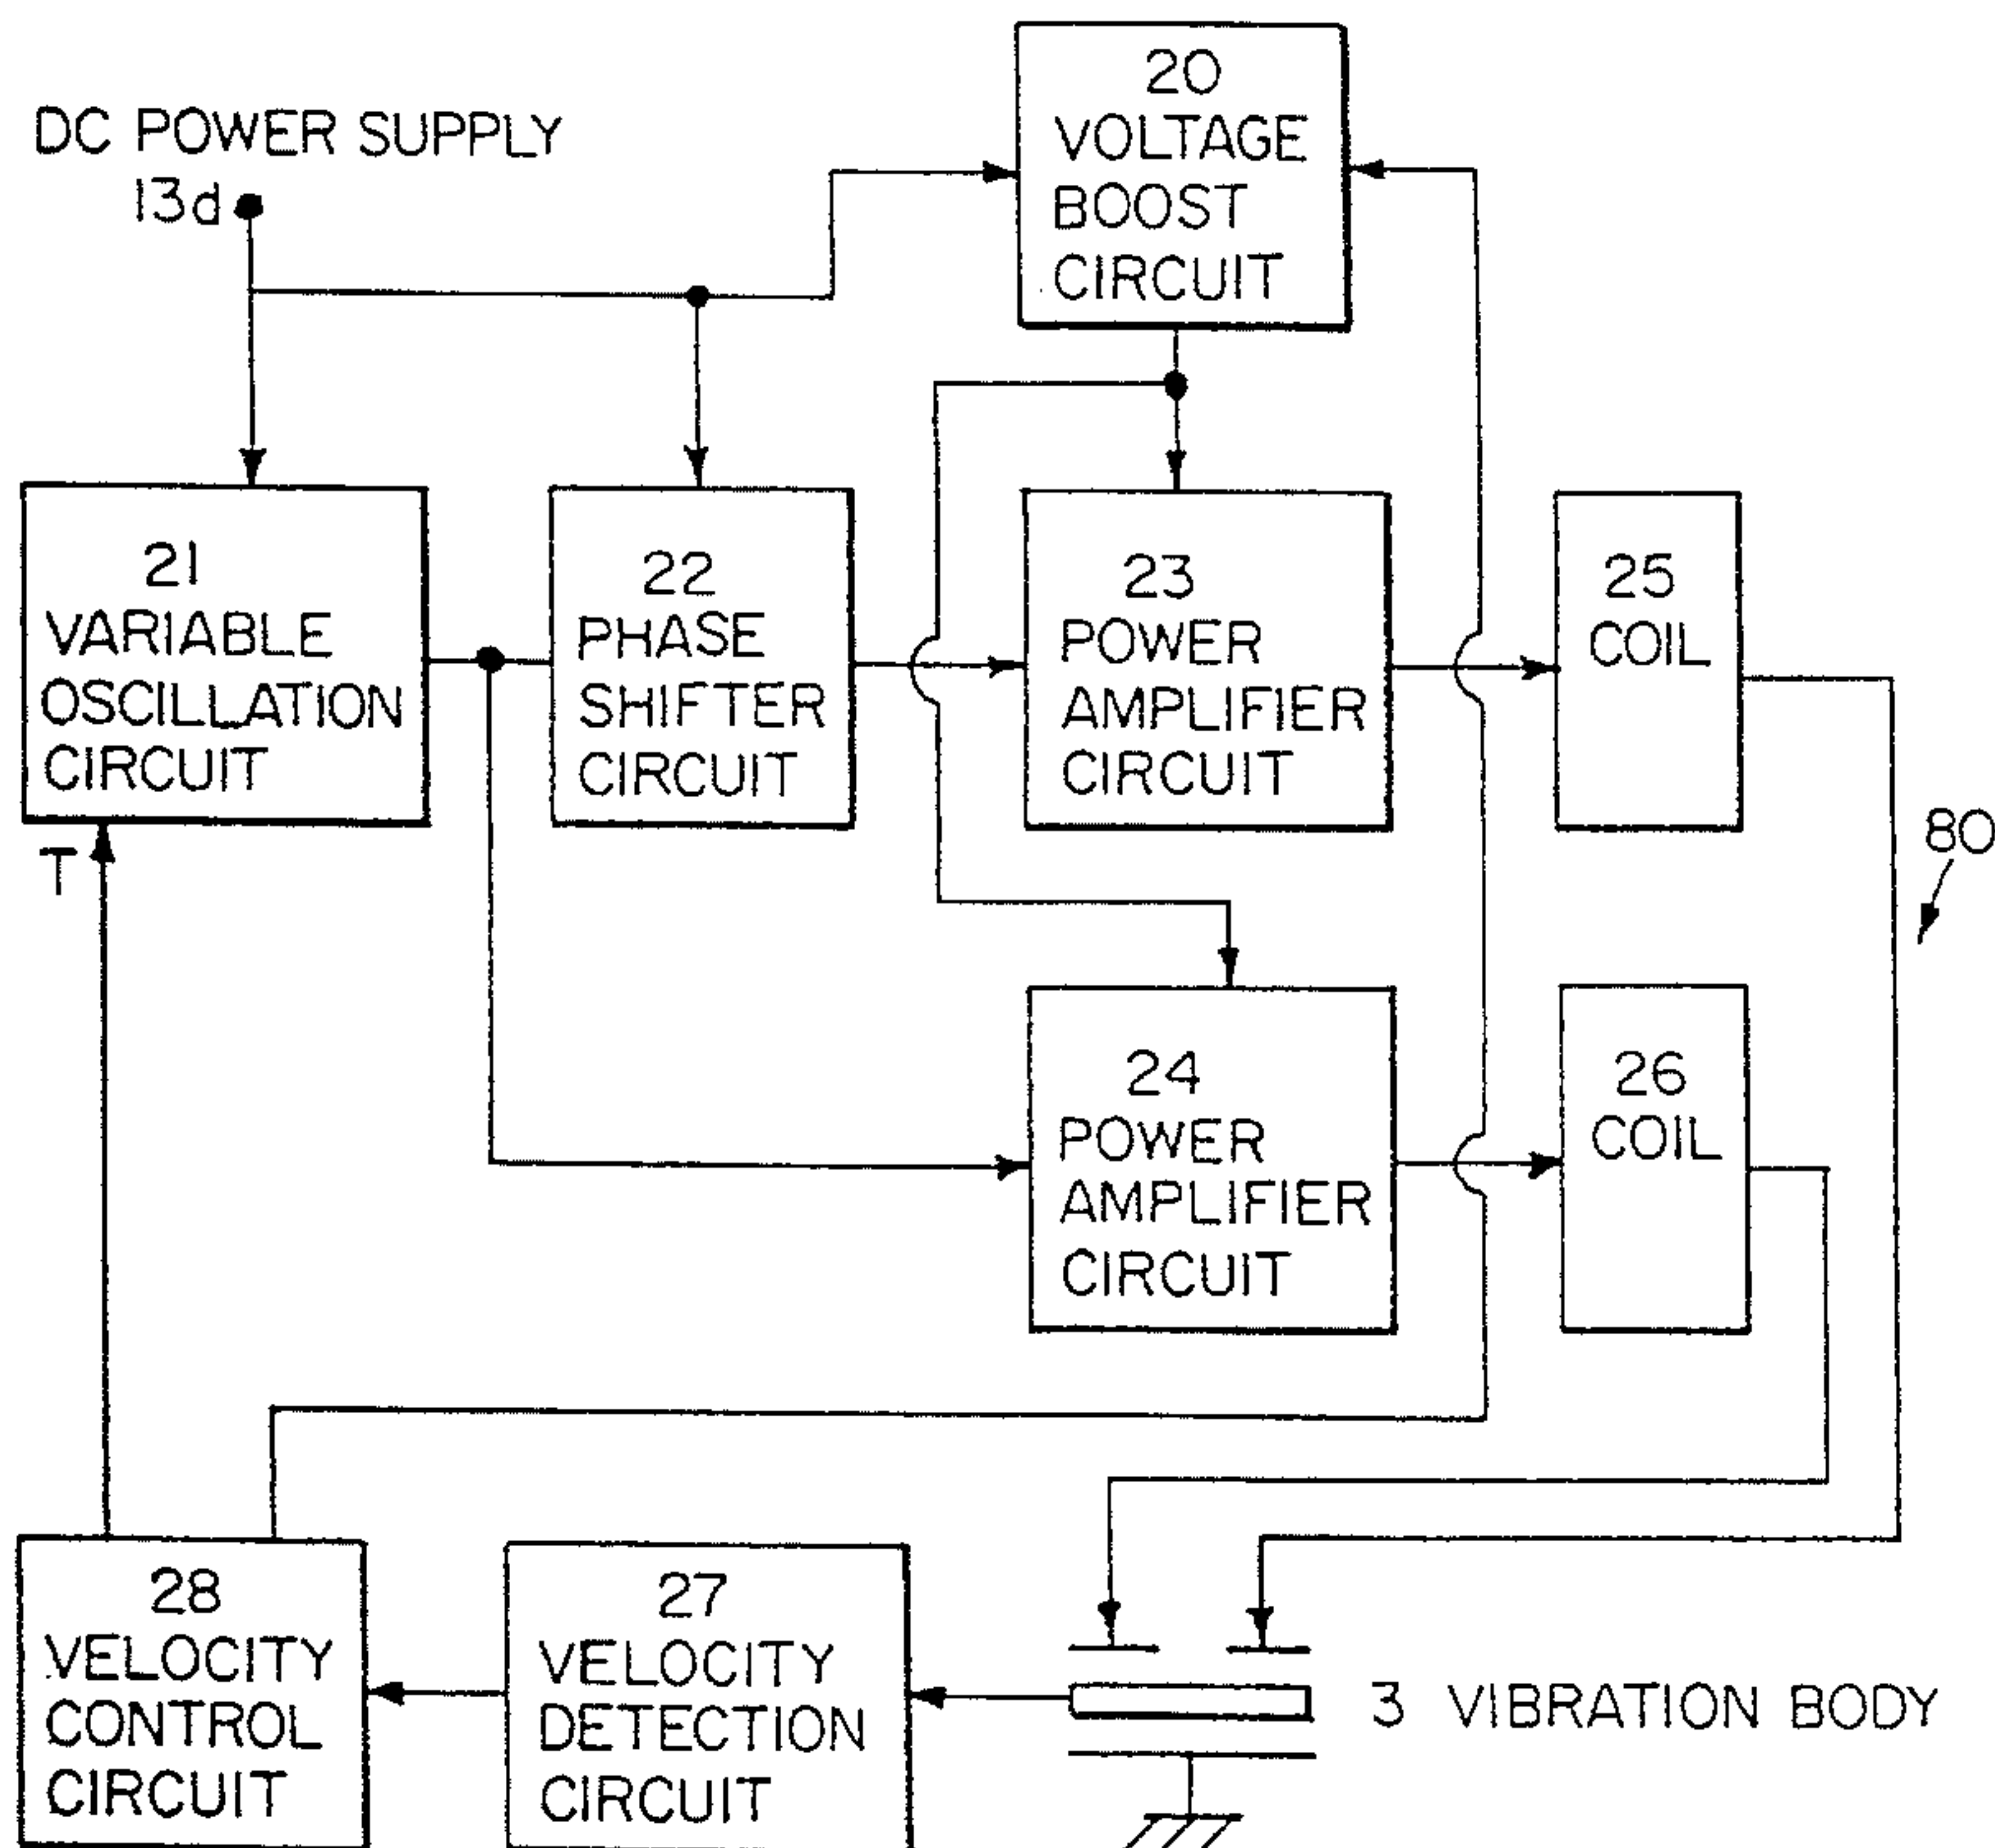 DC POWER SUPPLY
13d
20
VOLTAGE
BOOST
CIRCUIT
21
VARIABLE
OSCILLATION
CIRCUIT
22
PHASE
SHIFTER
CIRCUIT
23
POWER
AMPLIFIER
CIRCUIT
25
COIL
T
80
24
POWER
AMPLIFIER
CIRCUIT
26
COIL
28
VELOCITY
CONTROL
CIRCUIT
27
VELOCITY
DETECTION
CIRCUIT
3 VIBRATION BODY